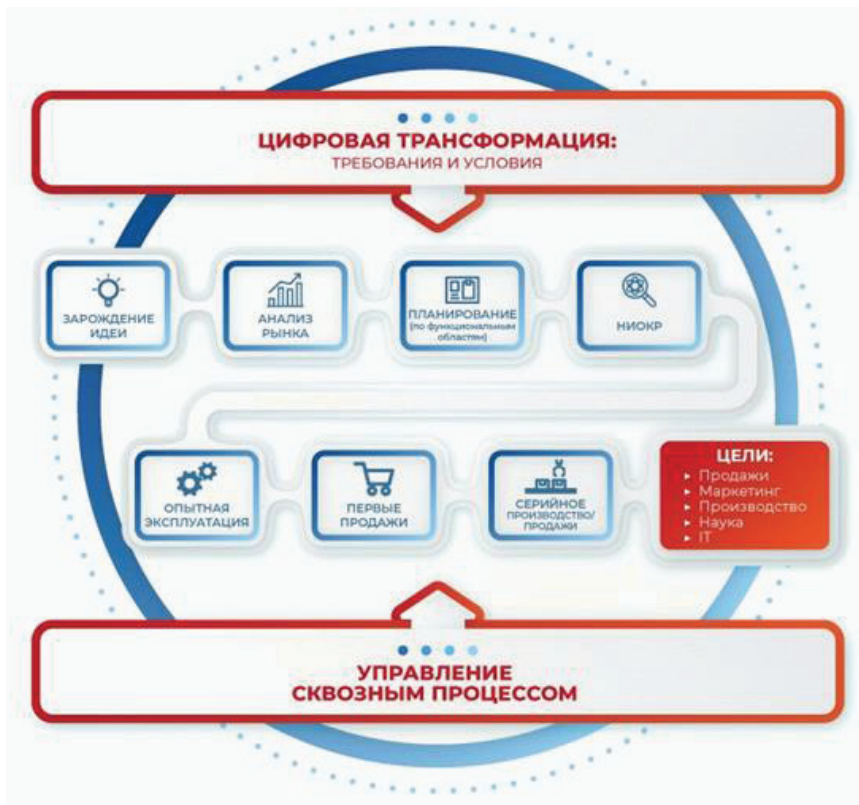 ЦИФРОВАЯ ТРАНСФОРМАЦИЯ:
ТРЕБОВАНИЯ И УСЛОВИЯ
ЗАРОЖДЕНИЕ
ИДЕИ
АНАЛИЗ
РЫНКА
ПЛАНИРОВАНИЕ
(по функциональным
областям)
НИОКР
ОПЫТНАЯ
ЭКСПЛУАТАЦИЯ
ПЕРВЫЕ
ПРОДАЖИ
СЕРИЙНОЕ
ПРОИЗВОДСТВО/
ПРОДАЖИ
ЦЕЛИ:
Продажи
Маркетинг
Производство
Наука
IT
УПРАВЛЕНИЕ
СКВОЗНЫМ ПРОЦЕССОМ